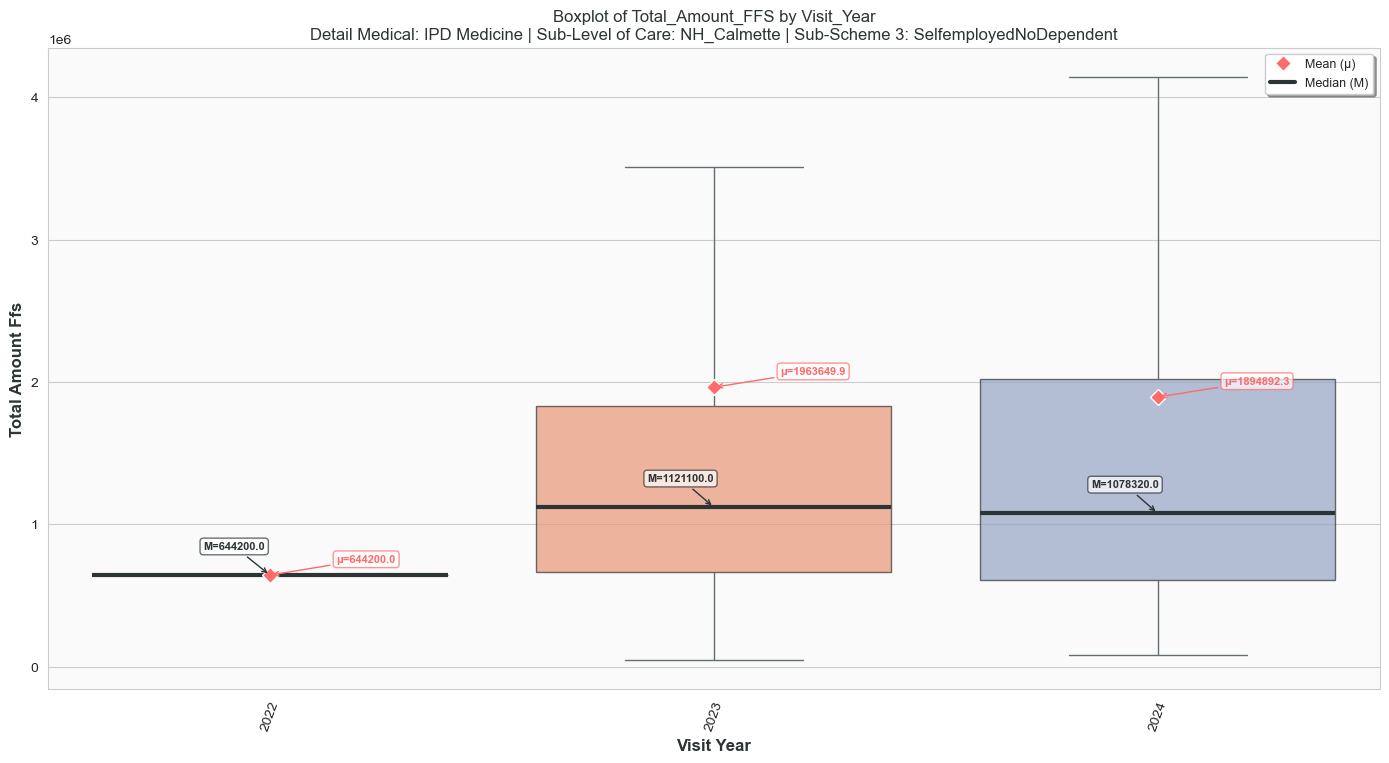 Boxplot of Total_Amount_FFS by Visit_Year
Detail Medical: IPD Medicine | Sub-Level of Care: NH_Calmette | Sub-Scheme 3: SelfemployedNoDependent
1e6
Mean (μ)
Median (M)
4
3
2
1
0
Total Amount Ffs
μ=1963649.9
μ=1894892.3
M=1121100.0
M=1078320.0
M=644200.0
μ=644200.0
2022
2023
2024
Visit Year